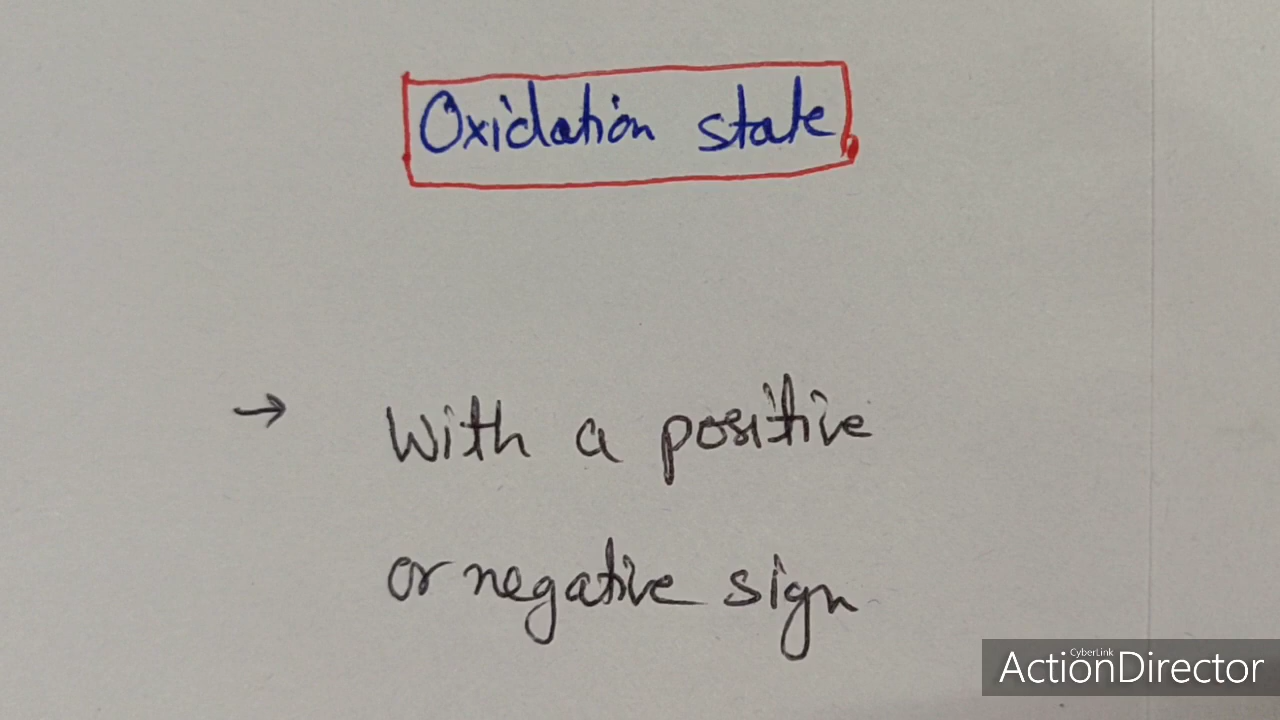 Oxidation state
→ With a positive
or negative sign
CyberLink
ActionDirector